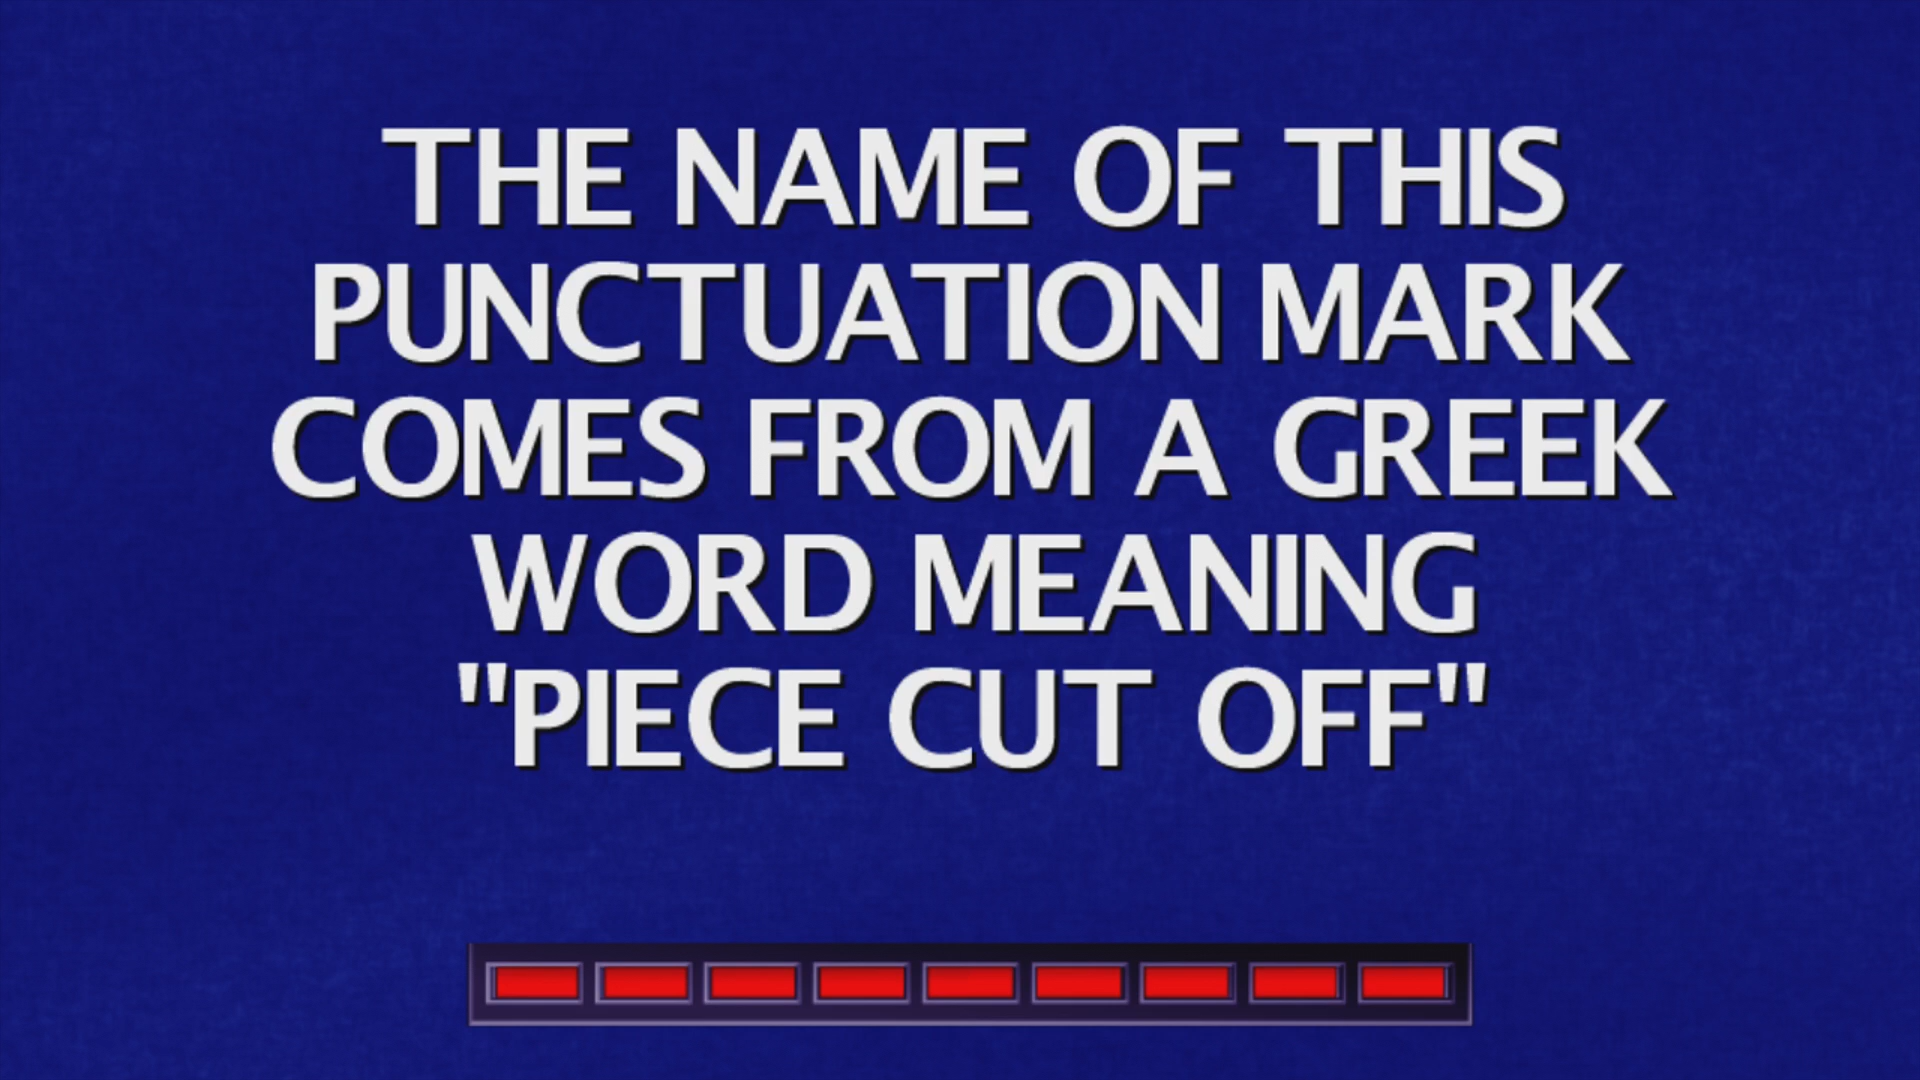 THE NAME OF THIS
PUNCTUATION MARK
COMES FROM A GREEK
WORD MEANING
"PIECE CUT OFF"